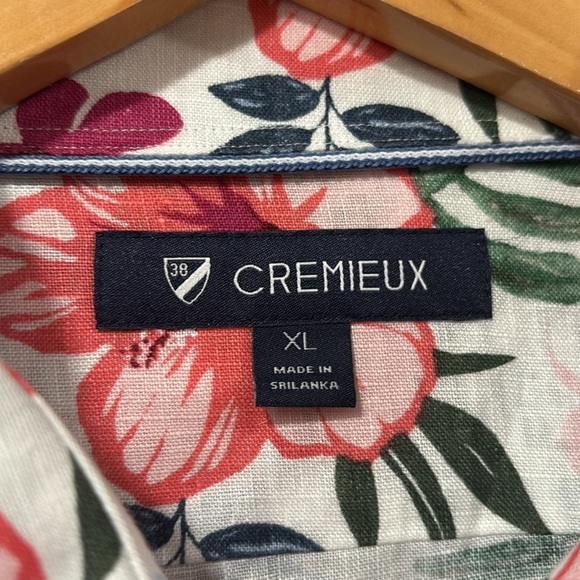 38 CREMIEUX
XL
MADE IN
SRILANKA